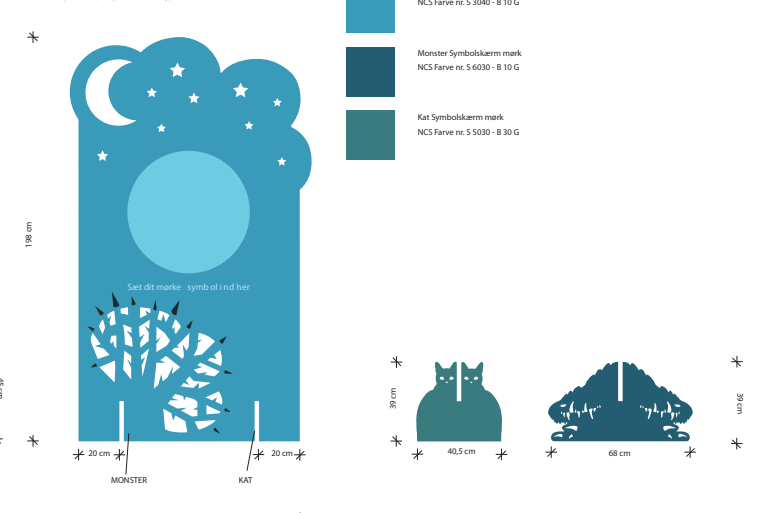 NCS Farve nr. S 3040 - B 10 G
Monster Symbolskærm mørk
NCS Farve nr. S 6030 - B 10 G
Kat Symbolskærm mørk
NCS Farve nr. S 5030 - B 30 G
198 cm
Sæt dit mørke symbol ind her
20 cm
20 cm
MONSTER
KAT
39 cm
40,5 cm
68 cm
39 cm